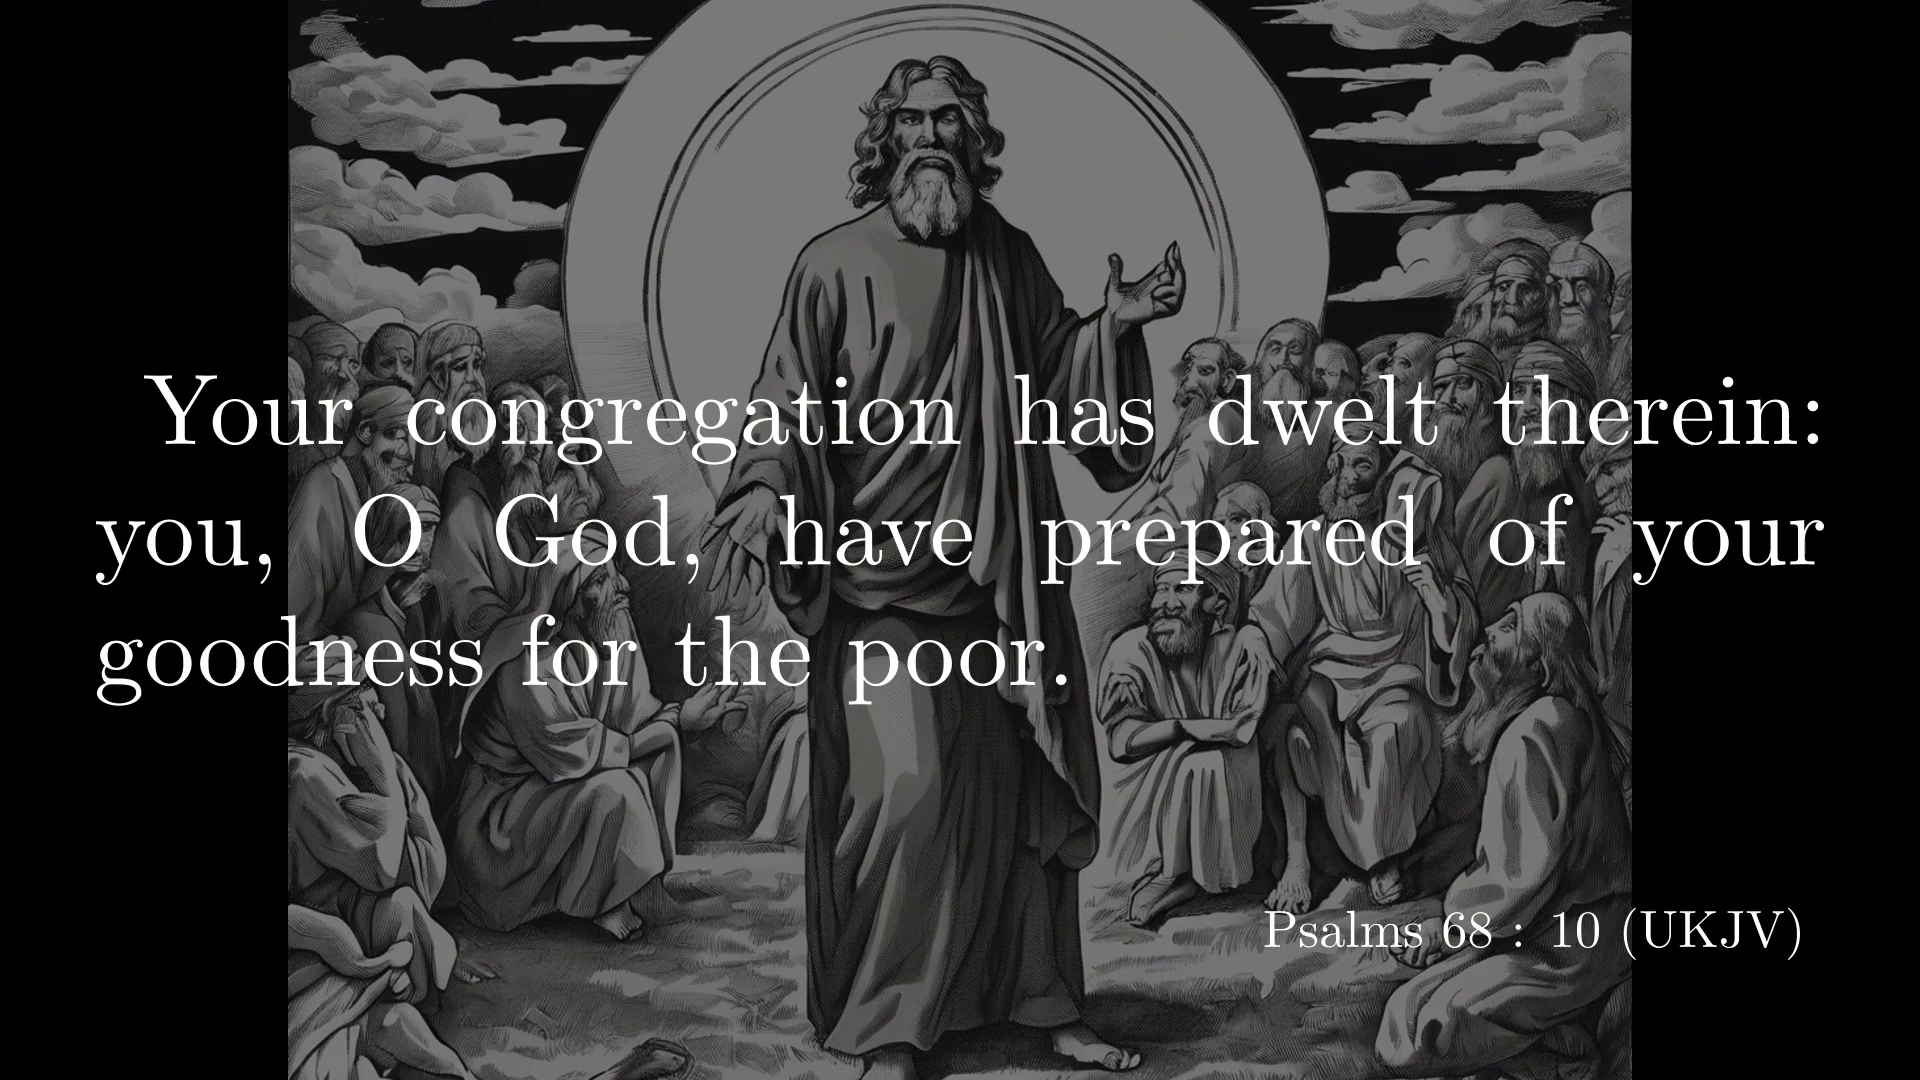 Your congregation has dwelt therein:
you, O God, have prepared of your
goodness for the poor.
Psalms 68 : 10 (UKJV)